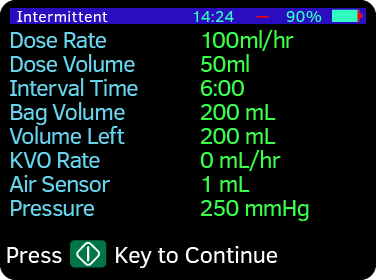 Intermittent 14:24 90%
Dose Rate 100ml/hr
Dose Volume 50ml
Interval Time 6:00
Bag Volume 200 mL
Volume Left 200 mL
KVO Rate 0 mL/hr
Air Sensor 1 mL
Pressure 250 mmHg
Press Key to Continue